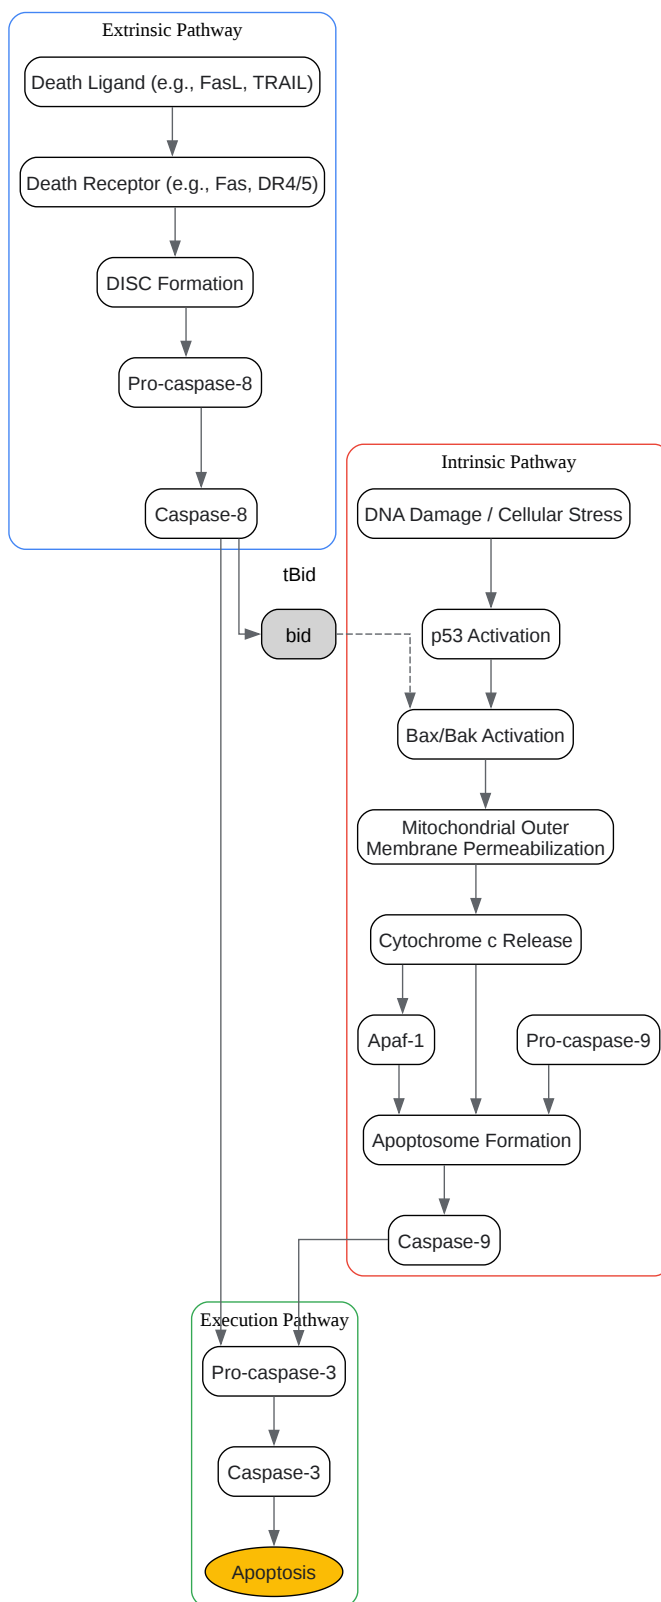 Extrinsic Pathway
Death Ligand (e.g., FasL, TRAIL)
Death Receptor (e.g., Fas, DR4/5)
DISC Formation
Pro-caspase-8
Caspase-8
tBid
bid
Intrinsic Pathway
DNA Damage / Cellular Stress
p53 Activation
Bax/Bak Activation
Mitochondrial Outer
Membrane Permeabilization
Cytochrome c Release
Apaf-1
Pro-caspase-9
Apoptosome Formation
Caspase-9
Execution Pathway
Pro-caspase-3
Caspase-3
Apoptosis